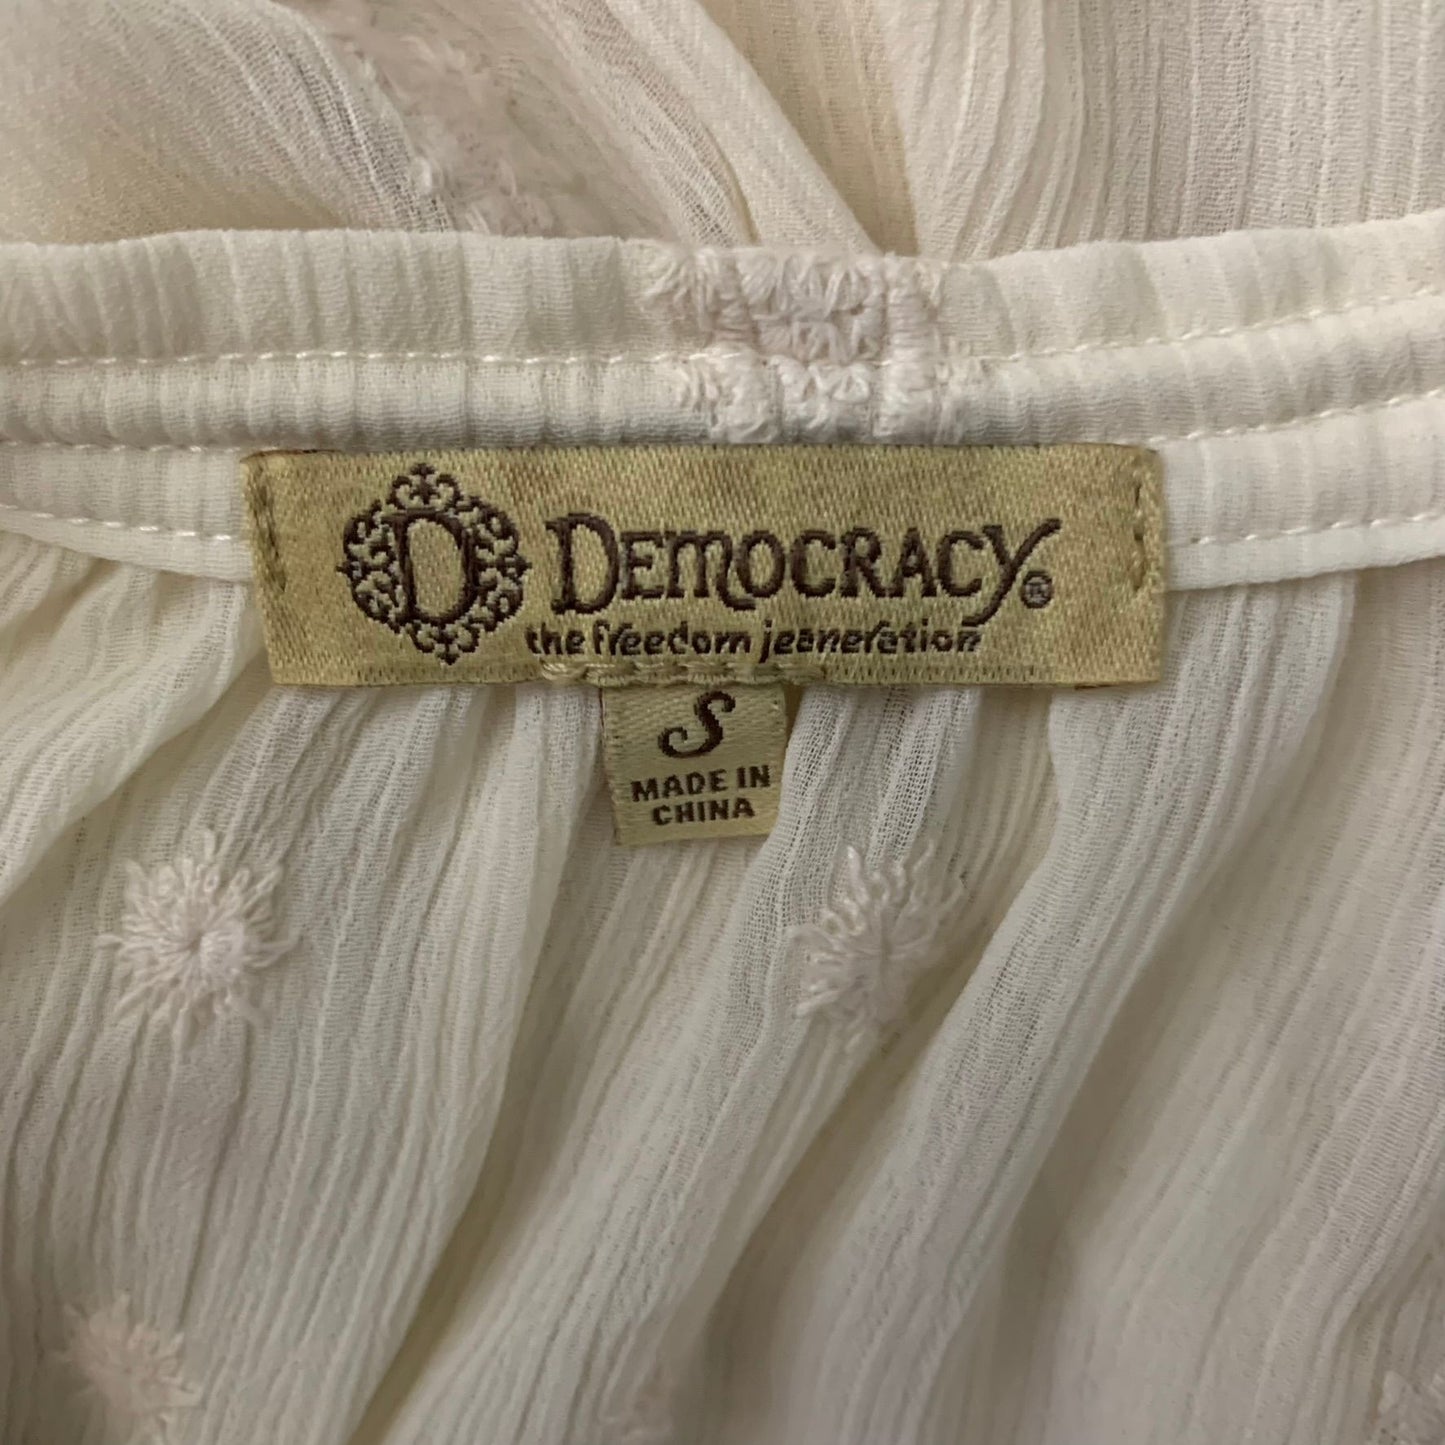 D DEMOCRACY®
the freedom jeaneration
S
MADE IN
CHINA